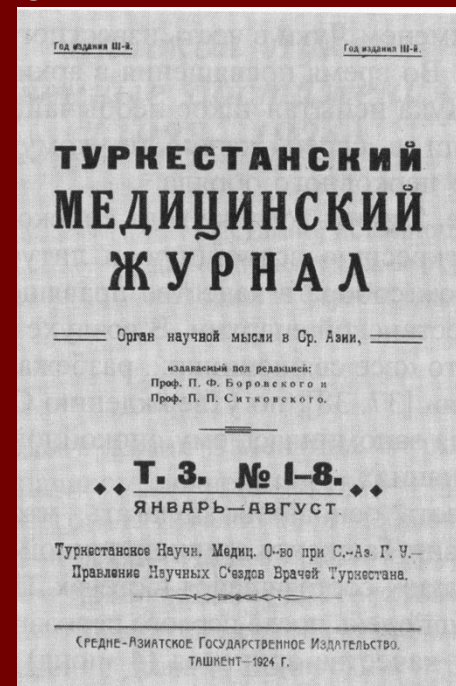 Год издания III-й.
Год издания III-й.
ТУРКЕСТАНСКИЙ
МЕДИЦИНСКИЙ
ЖУРНАЛ
Орган научной мысли в Ср. Азии,
издаваемый под редакцией:
Проф. П. Ф. Боровского и
Проф. П. П. Ситковского.
Т. 3. № 1–8.
ЯНВАРЬ—АВГУСТ.
Туркестанское Научн. Медиц. О-во при С.-Аз. Г. У.—
Правление Научных С'ездов Врачей Туркестана.
СРЕДНЕ-АЗИАТСКОЕ ГОСУДАРСТВЕННОЕ ИЗДАТЕЛЬСТВО.
ТАШКЕНТ—1924 Г.